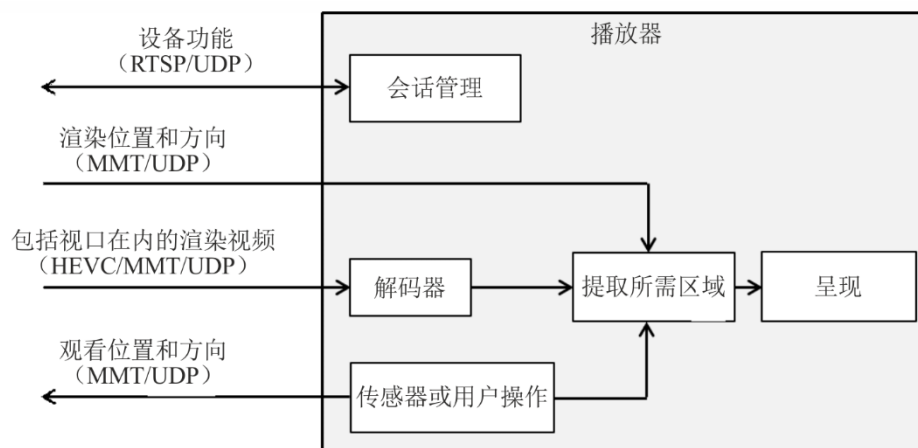 播放器
设备功能
（RTSP/UDP）
会话管理
渲染位置和方向
（MMT/UDP）
包括视口在内的渲染视频
（HEVC/MMT/UDP）
解码器
提取所需区域
呈现
观看位置和方向
（MMT/UDP）
传感器或用户操作